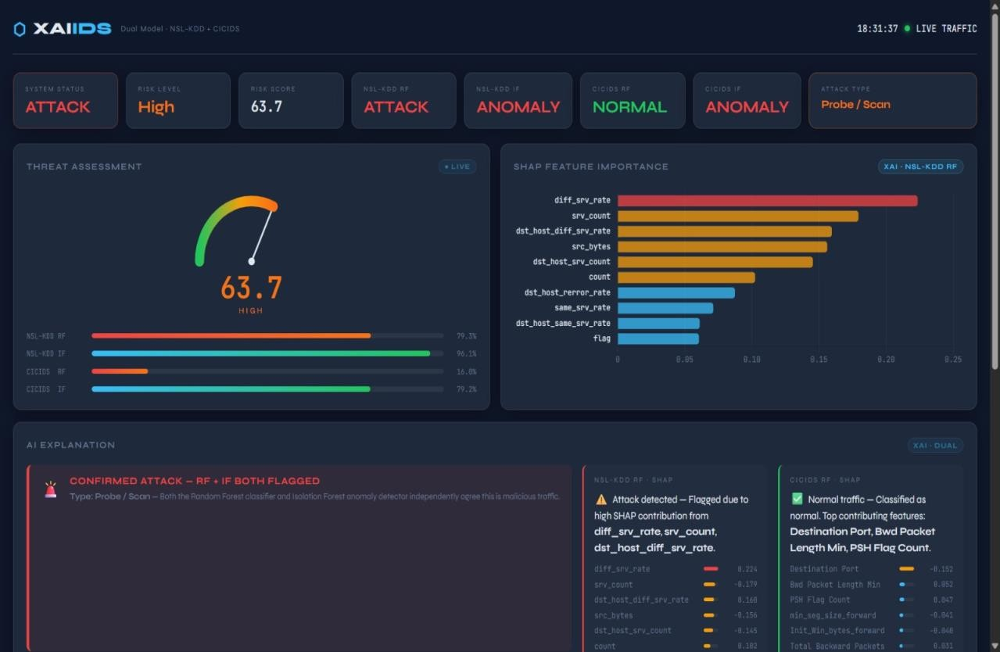 XAIIDS Dual Model · NSL-KDD + CICIDS
18:31:37 LIVE TRAFFIC
SYSTEM STATUS
ATTACK
RISK LEVEL
High
RISK SCORE
63.7
NSL-KDD RF
ATTACK
NSL-KDD IF
ANOMALY
CICIDS RF
NORMAL
CICIDS IF
ANOMALY
ATTACK TYPE
Probe / Scan
THREAT ASSESSMENT
LIVE
63.7
HIGH
NSL-KDD RF 79.3%
NSL-KDD IF 96.1%
CICIDS RF 16.0%
CICIDS IF 79.2%
SHAP FEATURE IMPORTANCE
XAI · NSL-KDD RF
diff_srv_rate
srv_count
dst_host_diff_srv_rate
src_bytes
dst_host_srv_count
count
dst_host_rerror_rate
same_srv_rate
dst_host_same_srv_rate
flag
0 0.05 0.10 0.15 0.20 0.25
AI EXPLANATION
XAI · DUAL
CONFIRMED ATTACK — RF + IF BOTH FLAGGED
Type: Probe / Scan — Both the Random Forest classifier and Isolation Forest anomaly detector independently agree this is malicious traffic.
NSL-KDD RF · SHAP
Attack detected — Flagged due to
high SHAP contribution from
diff_srv_rate, srv_count,
dst_host_diff_srv_rate.
diff_srv_rate 0.224
srv_count -0.179
dst_host_diff_srv_rate 0.160
src_bytes -0.156
dst_host_srv_count -0.145
count 0.102
CICIDS RF · SHAP
Normal traffic — Classified as
normal. Top contributing features:
Destination Port, Bwd Packet
Length Min, PSH Flag Count.
Destination Port -0.152
Bwd Packet Length Min 0.052
PSH Flag Count 0.047
min_seg_size_forward -0.041
Init_Win_bytes_forward -0.040
Total Backward Packets 0.031